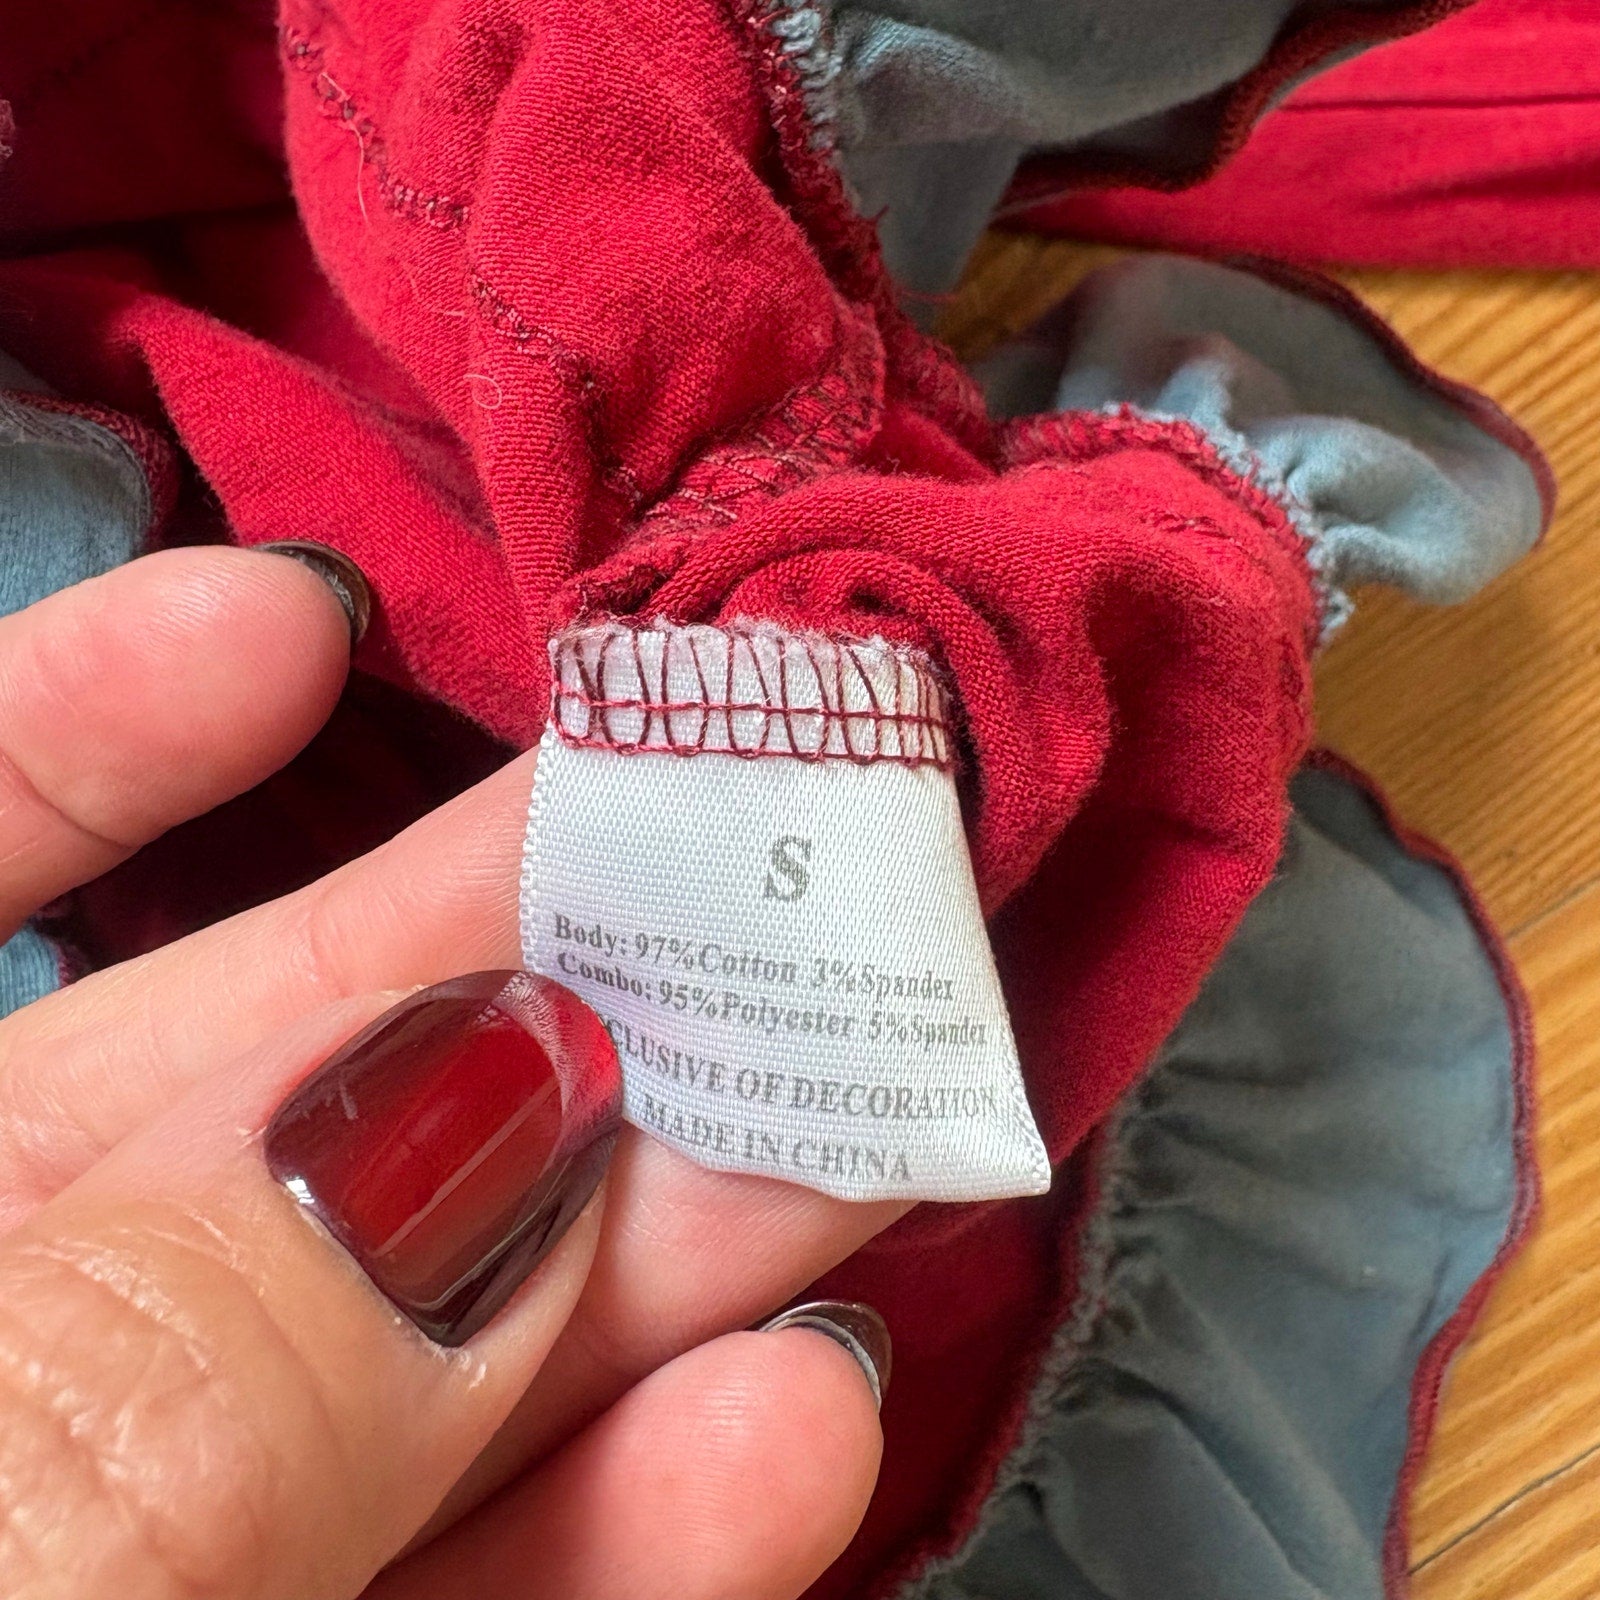 S
Body: 97% Cotton 3% Spandex
Combo: 95% Polyester 5% Spandex
CLUSIVE OF DECORATION
MADE IN CHINA